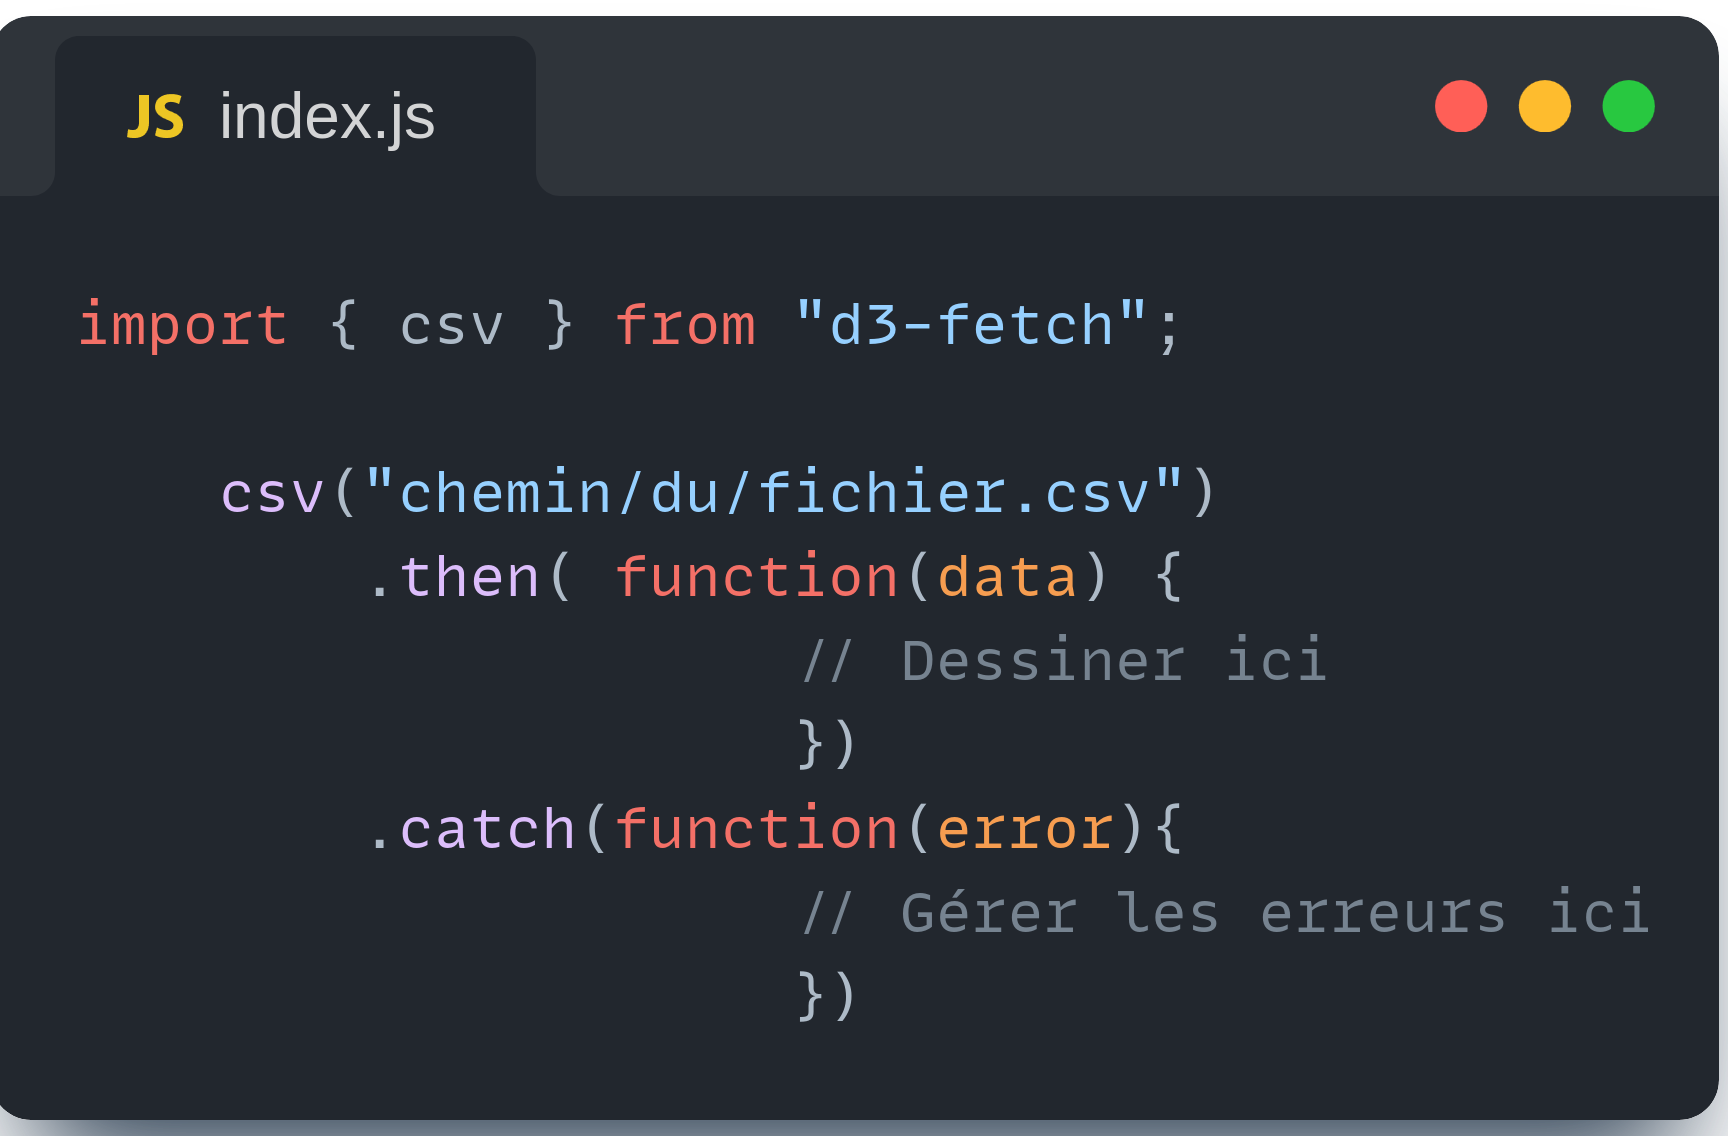 JS index.js
import { csv } from "d3-fetch";
csv("chemin/du/fichier.csv")
.then( function(data) {
// Dessiner ici
})
.catch(function(error){
// Gérer les erreurs ici
})